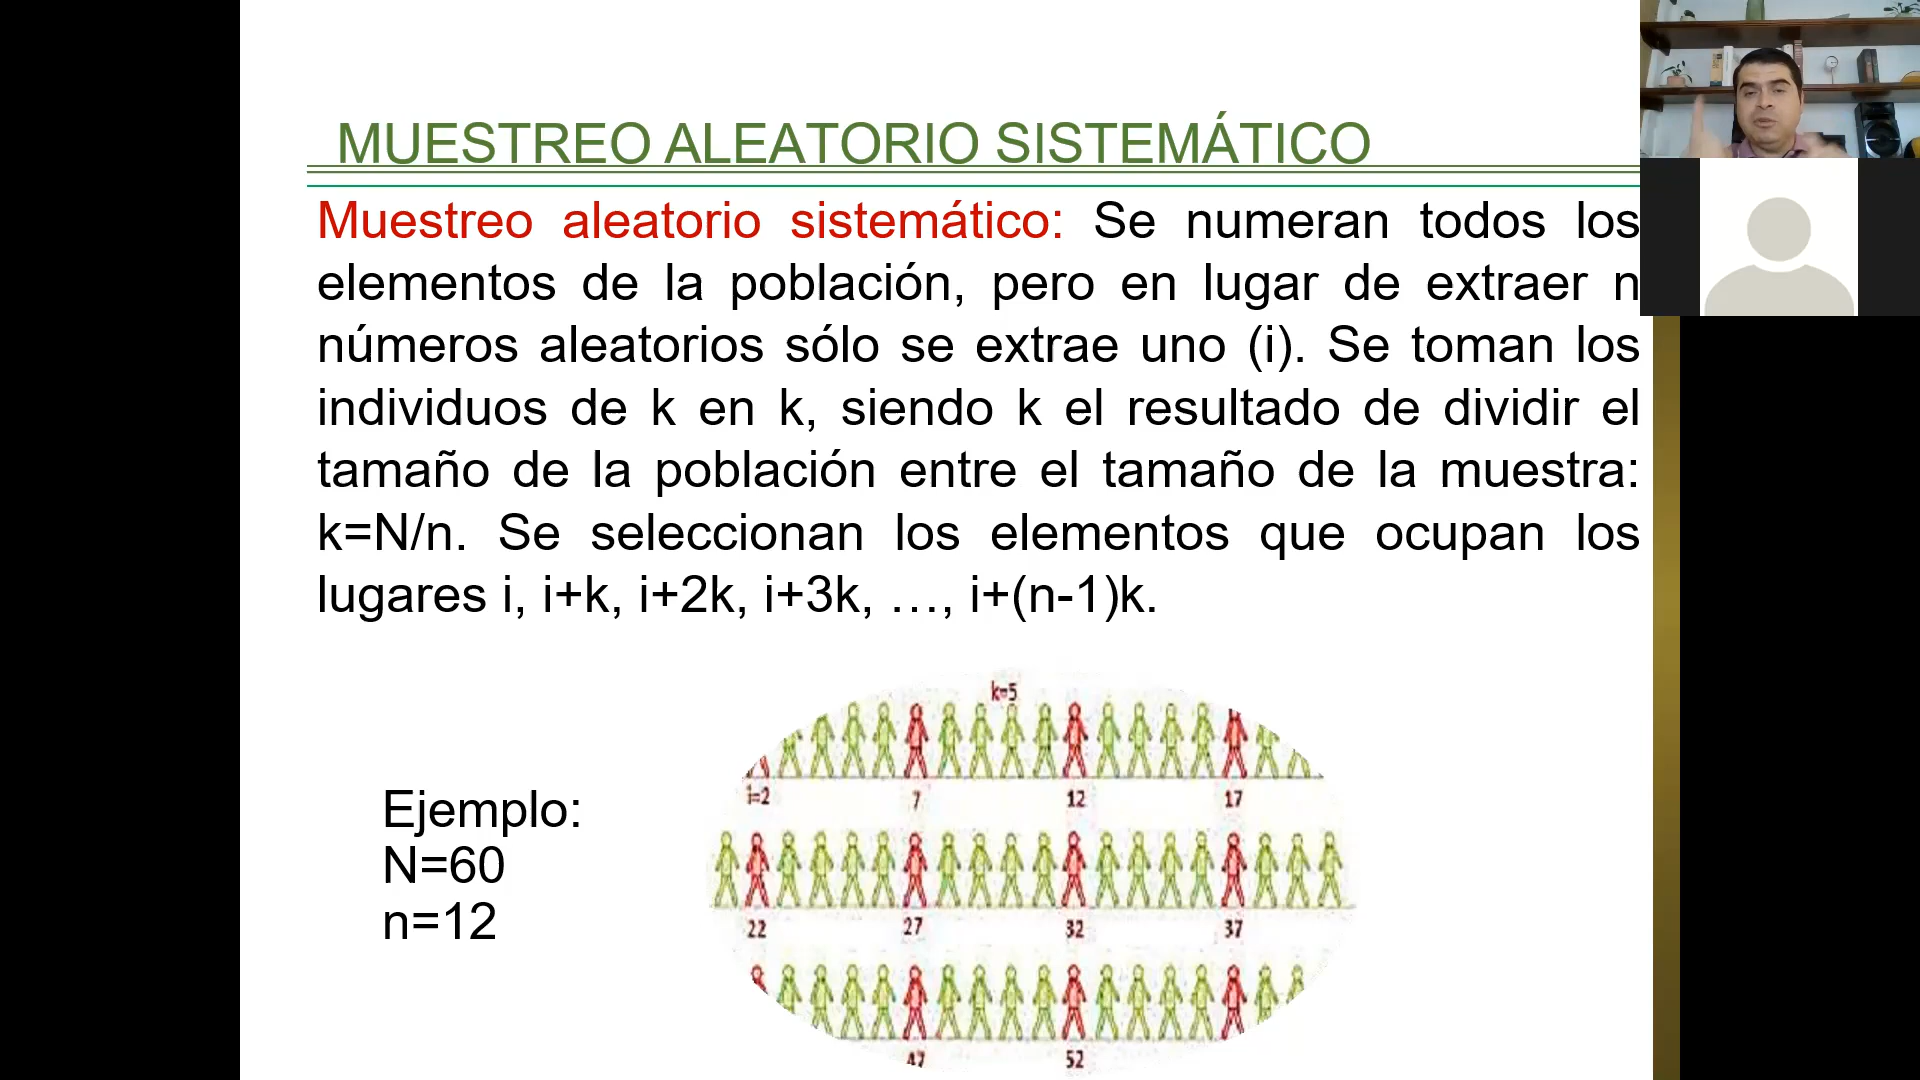 MUESTREO ALEATORIO SISTEMÁTICO
Muestreo aleatorio sistemático: Se numeran todos los
elementos de la población, pero en lugar de extraer n
números aleatorios sólo se extrae uno (i). Se toman los
individuos de k en k, siendo k el resultado de dividir el
tamaño de la población entre el tamaño de la muestra:
k=N/n. Se seleccionan los elementos que ocupan los
lugares i, i+k, i+2k, i+3k, …, i+(n-1)k.
Ejemplo:
N=60
n=12
k=5
i=2 7 12 17
22 27 32 37
47 52